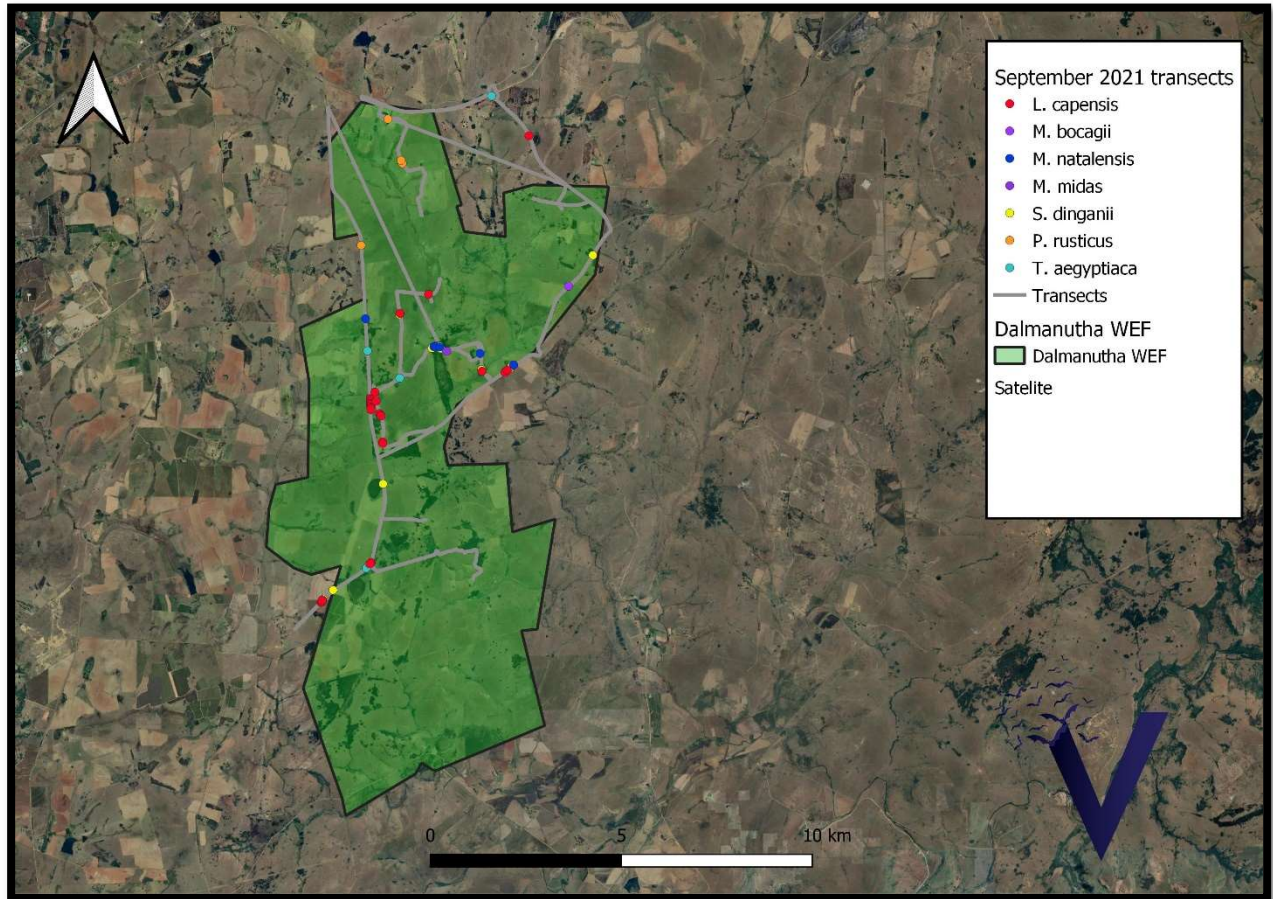 September 2021 transects
L. capensis
M. bocagii
M. natalensis
M. midas
S. dinganii
P. rusticus
T. aegyptiaca
Transects
Dalmanutha WEF
Dalmanutha WEF
Satelite
0 5 10 km
V